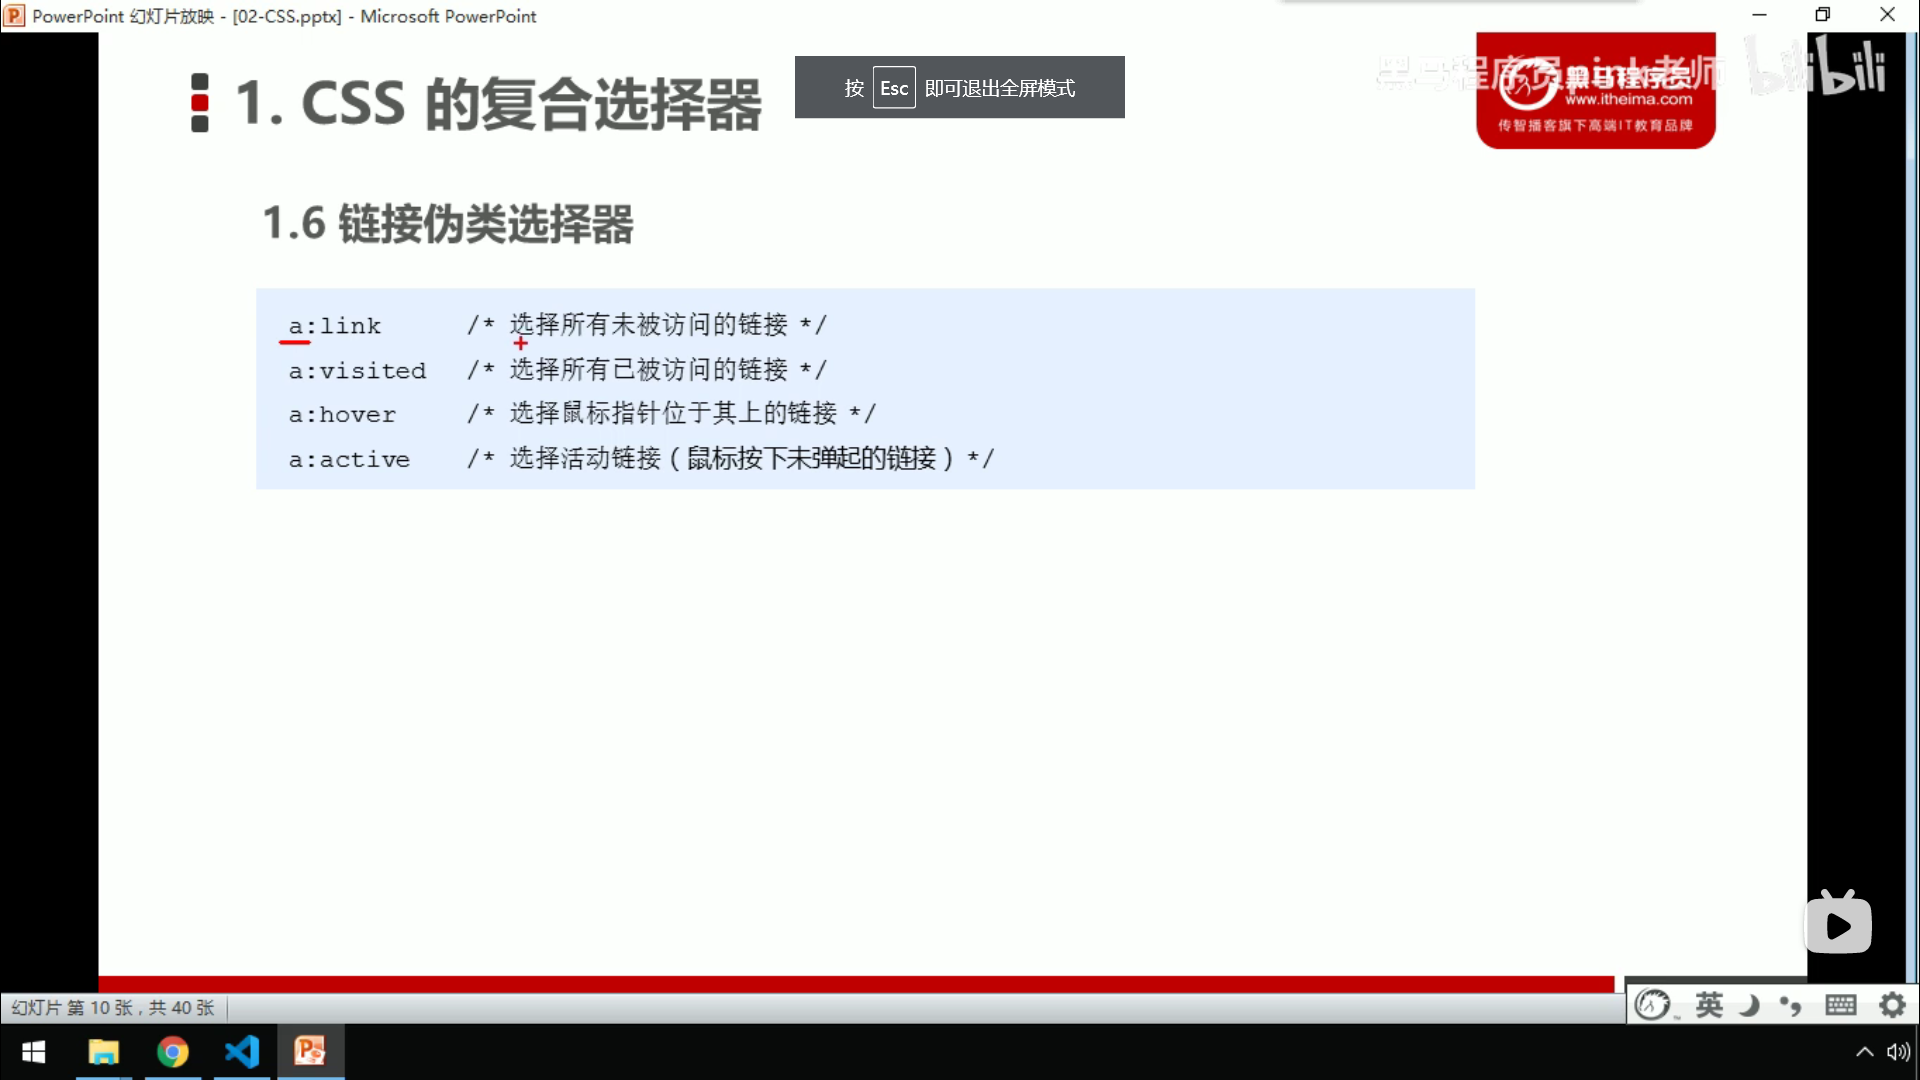 PowerPoint 幻灯片放映 - [02-CSS.pptx] - Microsoft PowerPoint
1. CSS 的复合选择器
按 Esc 即可退出全屏模式
黑马程序员pink老师
bilibili
黑马程序员
www.itheima.com
传智播客旗下高端IT教育品牌
1.6 链接伪类选择器
a:link /* 选择所有未被访问的链接 */
a:visited /* 选择所有已被访问的链接 */
a:hover /* 选择鼠标指针位于其上的链接 */
a:active /* 选择活动链接（鼠标按下未弹起的链接）*/
幻灯片 第 10 张，共 40 张
英